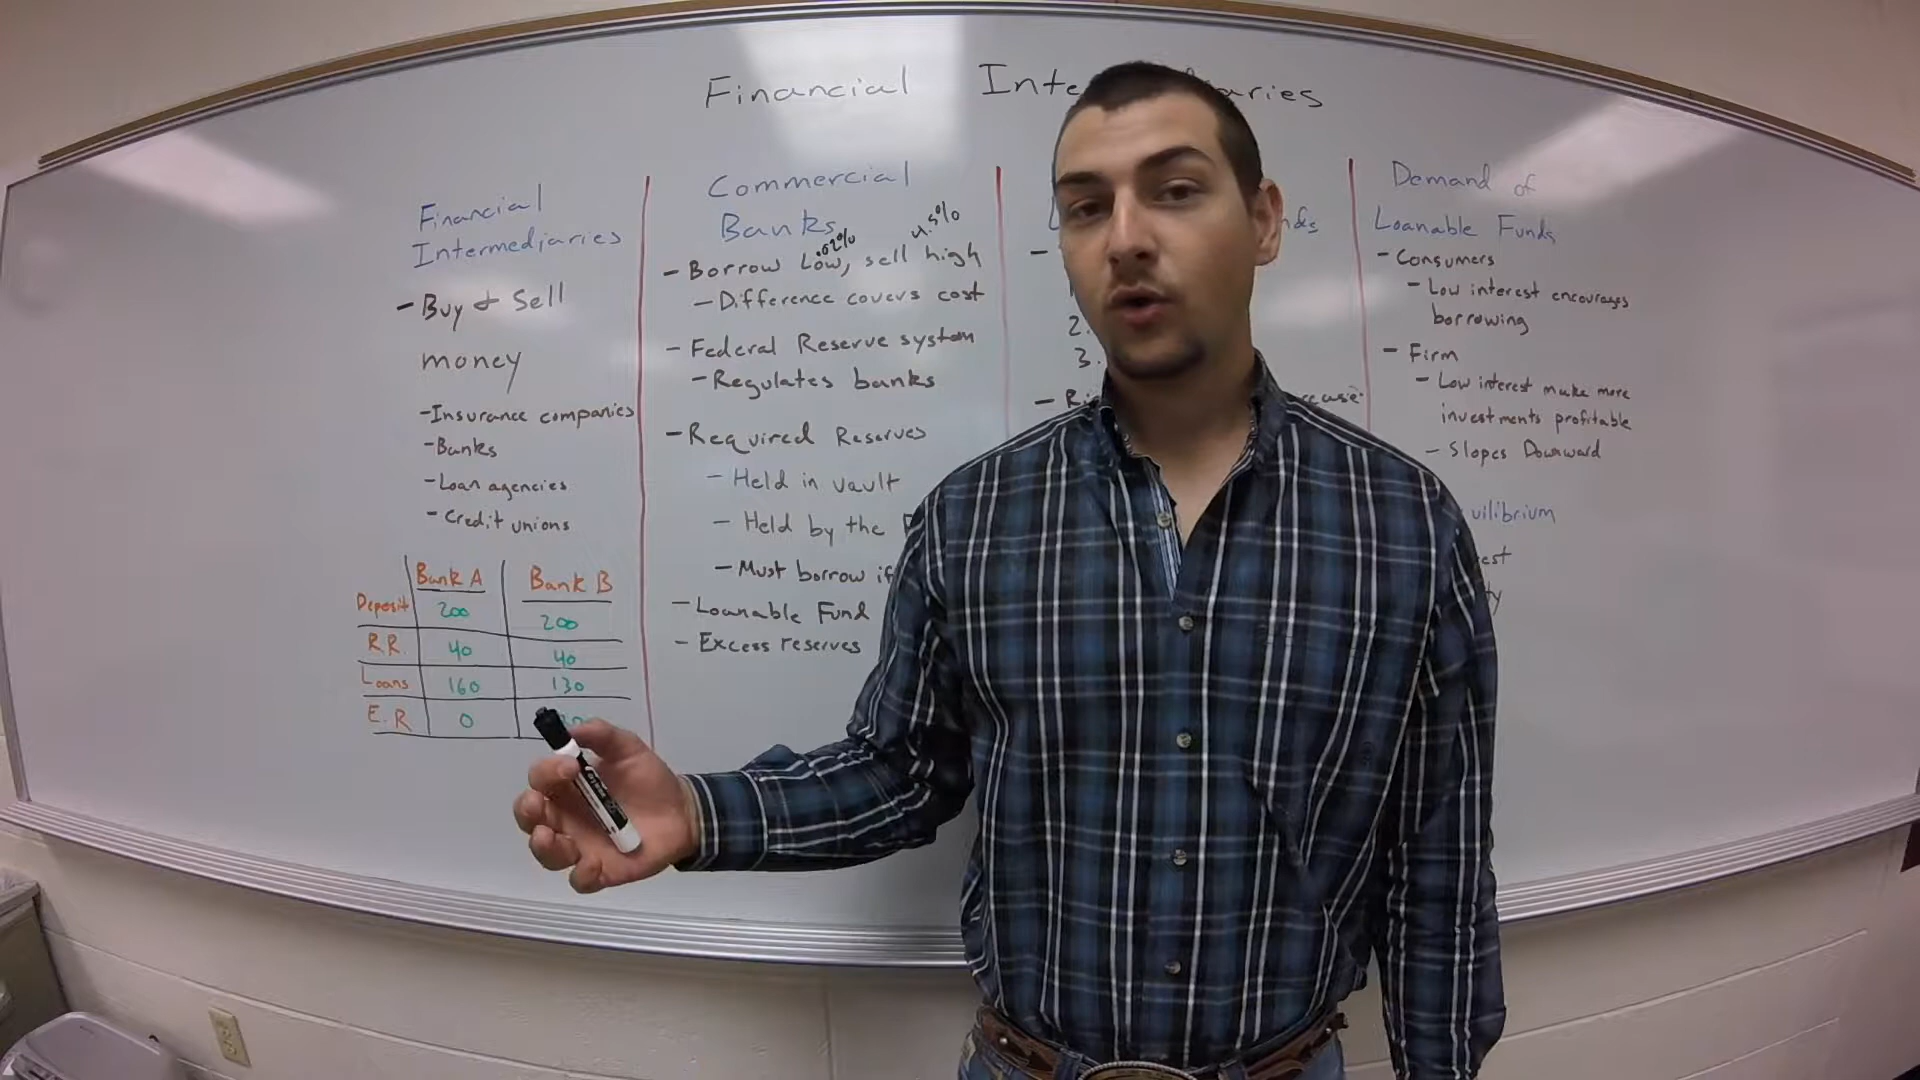 Financial
Financial
Intermediaries
- Buy & Sell
money
-Insurance companies
-Banks
-Loan agencies
-Credit unions
Bank A Bank B
Deposit 200 200
R.R. 40 40
Loans 160 130
E.R 0
Commercial
Banks
.02% 4.5%
- Borrow Low, sell high
- Difference covers cost
- Federal Reserve system
- Regulates banks
- Required Reserves
- Held in vault
- Held by the
- Must borrow if
- Loanable Fund
- Excess reserves
2.
3.
Demand of
Loanable Funds
- Consumers
- Low interest encourages
borrowing
- Firm
- Low interest make more
investments profitable
- Slopes Downward